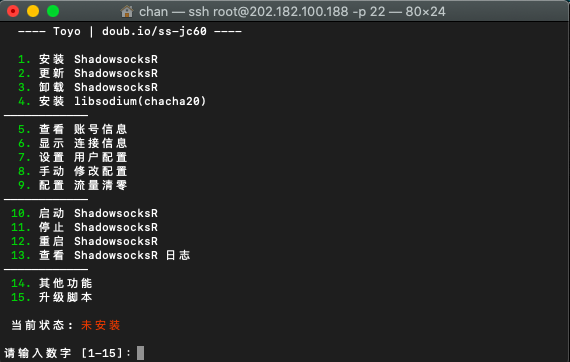 chan — ssh root@202.182.100.188 -p 22 — 80×24
---- Toyo | doub.io/ss-jc60 ----
1. 安装 ShadowsocksR
2. 更新 ShadowsocksR
3. 卸载 ShadowsocksR
4. 安装 libsodium(chacha20)
————————————
5. 查看 账号信息
6. 显示 连接信息
7. 设置 用户配置
8. 手动 修改配置
9. 配置 流量清零
————————————
10. 启动 ShadowsocksR
11. 停止 ShadowsocksR
12. 重启 ShadowsocksR
13. 查看 ShadowsocksR 日志
————————————
14. 其他功能
15. 升级脚本
当前状态: 未安装
请输入数字 [1-15]: